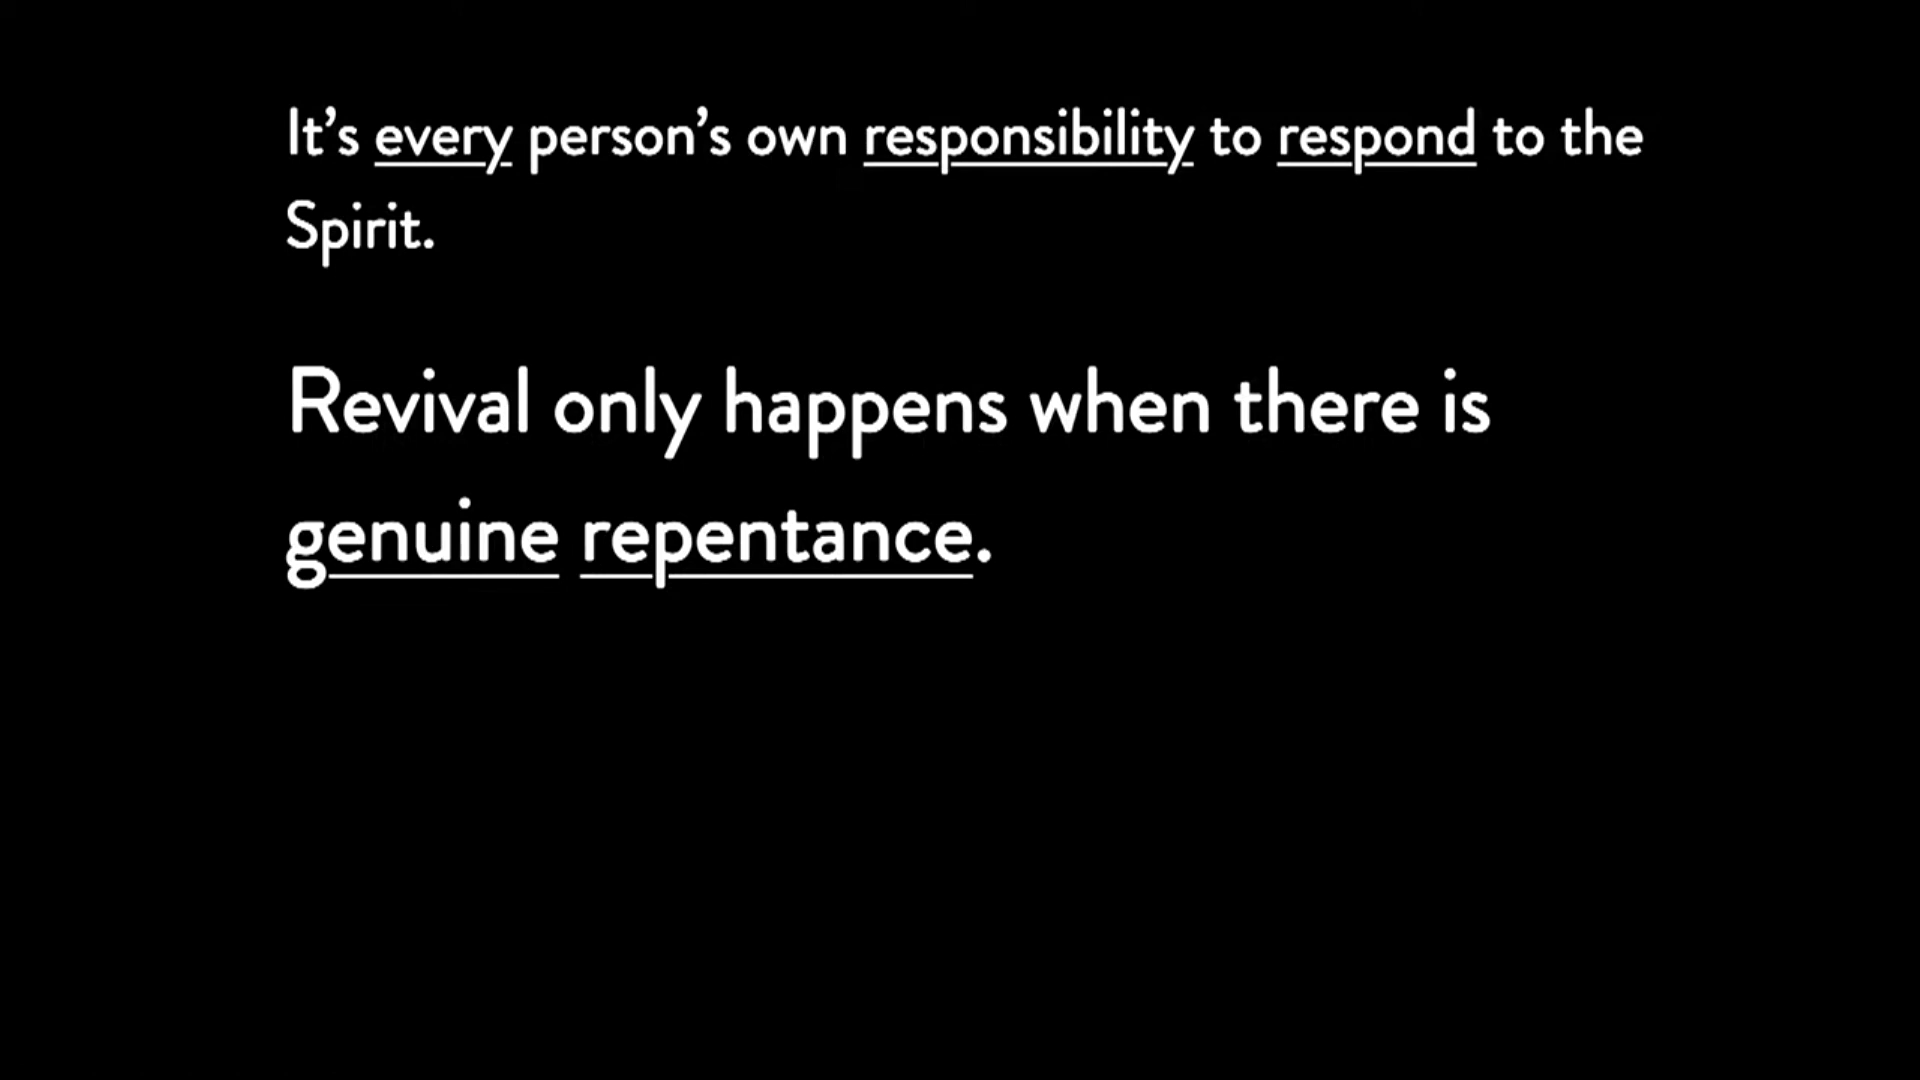 It’s every person’s own responsibility to respond to the
Spirit.
Revival only happens when there is
genuine repentance.